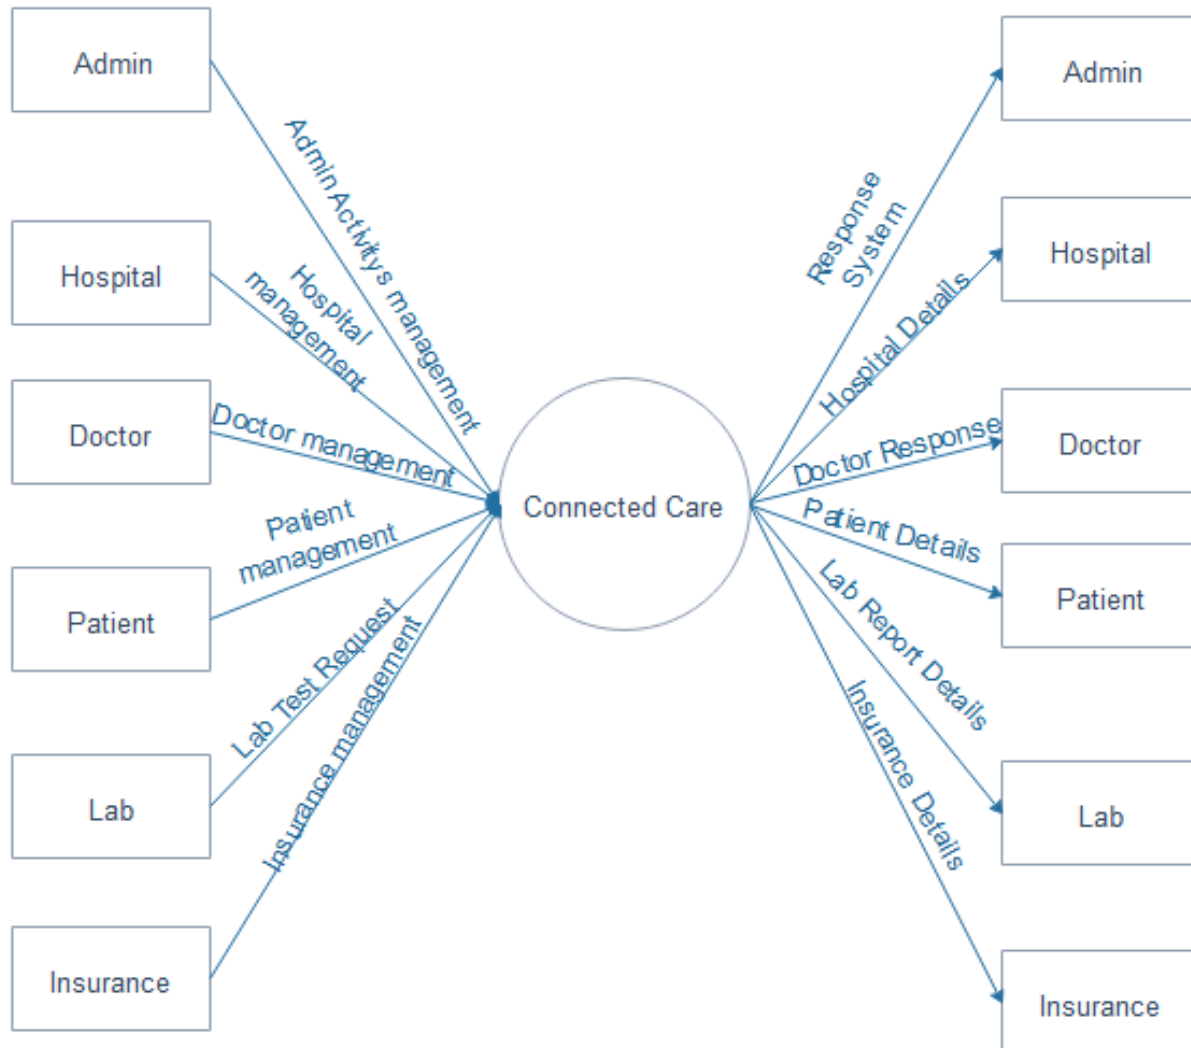 Admin
Hospital
Doctor
Patient
Lab
Insurance
Admin Activitys management
Hospital
management
Doctor management
Patient
management
Lab Test Request
Insurance management
Connected Care
Response
System
Hospital Details
Doctor Response
Patient Details
Lab Report Details
Insurance Details
Admin
Hospital
Doctor
Patient
Lab
Insurance